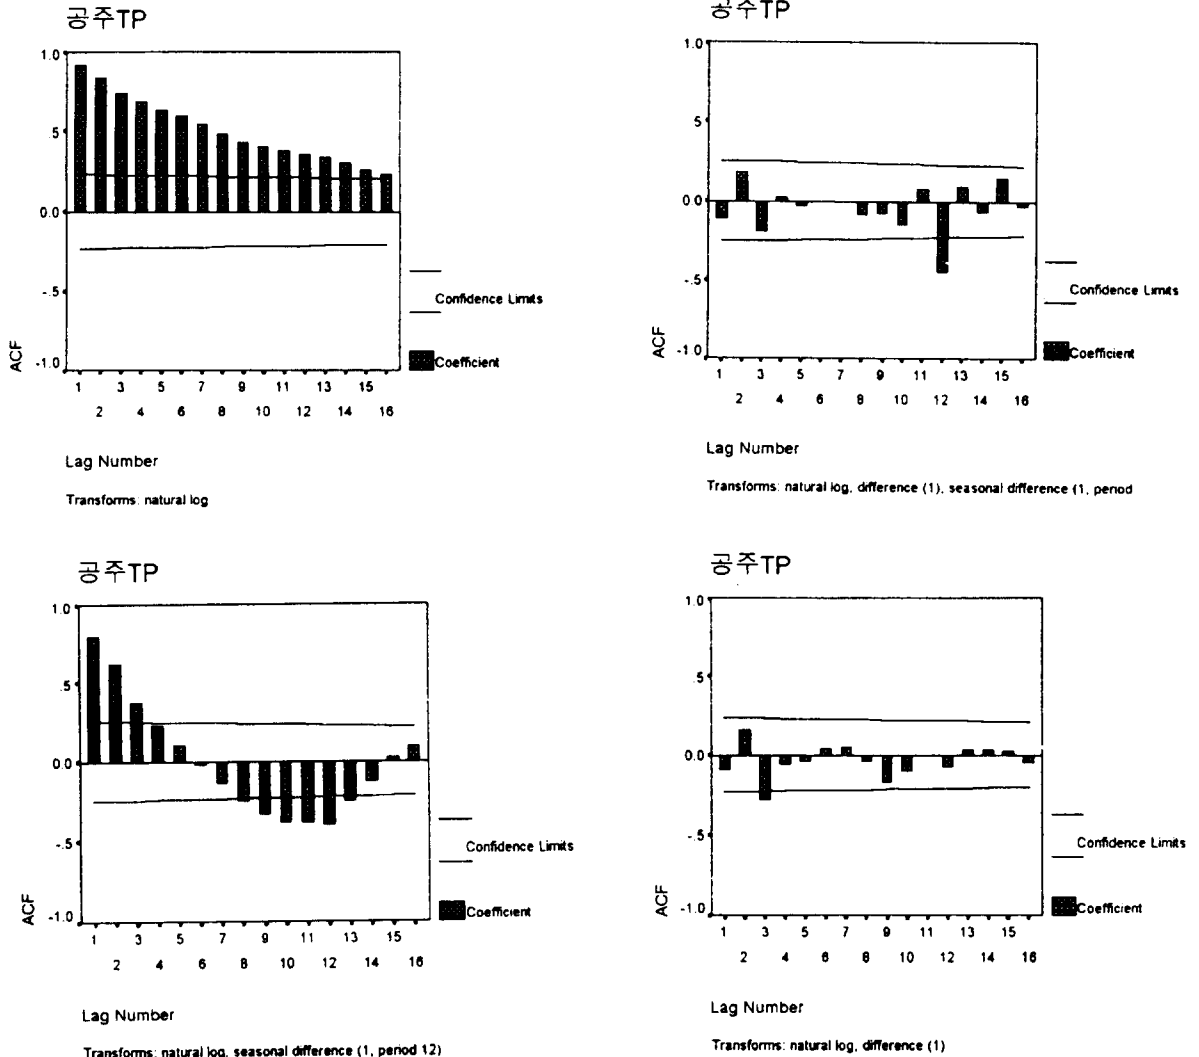 공주TP
1.0
.5
0.0
-.5
-1.0
ACF
1 3 5 7 9 11 13 15
2 4 6 8 10 12 14 16
Confidence Limits
Coefficient
Lag Number
Transforms: natural log
공주TP
1.0
5
0.0
-.5
-1 0
ACF
1 3 5 7 8 9 11 13 15
2 4 6 10 12 14 16
Confidence Limits
Coefficient
Lag Number
Transforms: natural log, difference (1), seasonal difference (1, period
공주TP
1.0
.5
0.0
-.5
-1.0
ACF
1 3 5 7 9 11 13 15
2 4 6 8 10 12 14 16
Confidence Limits
Coefficient
Lag Number
Transforms: natural log, seasonal difference (1, period 12)
공주TP
1.0
.5
0.0
-.5
-1.0
ACF
1 3 5 7 9 11 13 15
2 4 6 8 10 12 14 16
Confidence Limits
Coefficient
Lag Number
Transforms: natural log, difference (1)